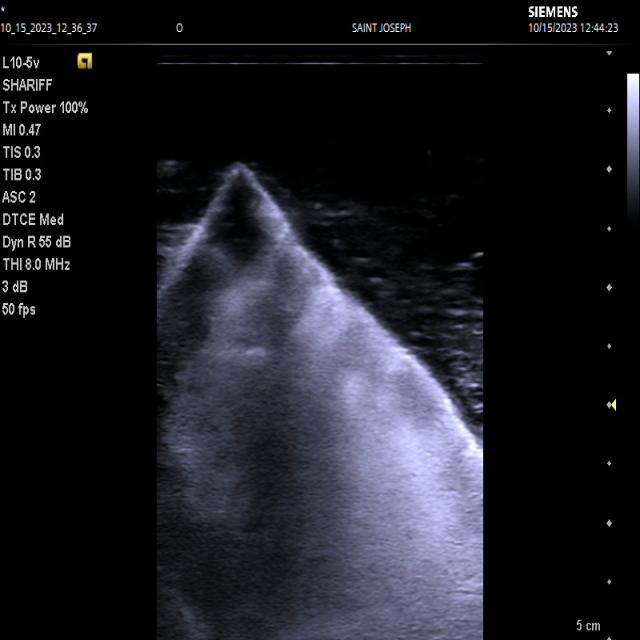 *
SIEMENS
10_15_2023_12_36_37 O SAINT JOSEPH 10/15/2023 12:44:23
L10-5v
SHARIFF
Tx Power 100%
MI 0.47
TIS 0.3
TIB 0.3
ASC 2
DTCE Med
Dyn R 55 dB
THI 8.0 MHz
3 dB
50 fps
5 cm